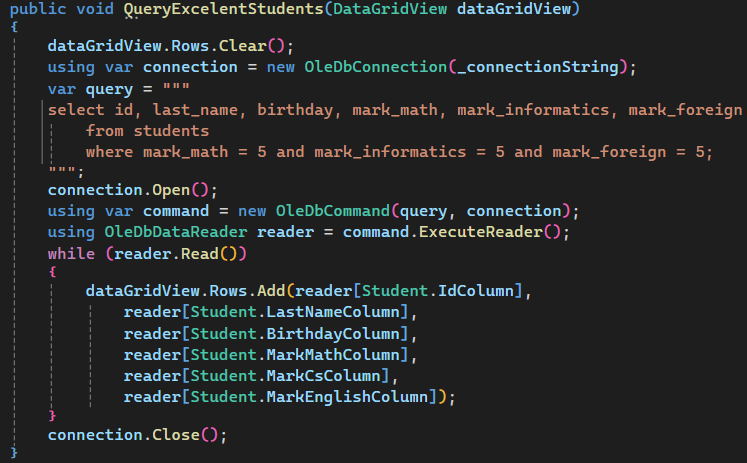 public void QueryExcelentStudents(DataGridView dataGridView)
{
    dataGridView.Rows.Clear();
    using var connection = new OleDbConnection(_connectionString);
    var query = """
    select id, last_name, birthday, mark_math, mark_informatics, mark_foreign
        from students
        where mark_math = 5 and mark_informatics = 5 and mark_foreign = 5;
    """;
    connection.Open();
    using var command = new OleDbCommand(query, connection);
    using OleDbDataReader reader = command.ExecuteReader();
    while (reader.Read())
    {
        dataGridView.Rows.Add(reader[Student.IdColumn],
            reader[Student.LastNameColumn],
            reader[Student.BirthdayColumn],
            reader[Student.MarkMathColumn],
            reader[Student.MarkCsColumn],
            reader[Student.MarkEnglishColumn]);
    }
    connection.Close();
}